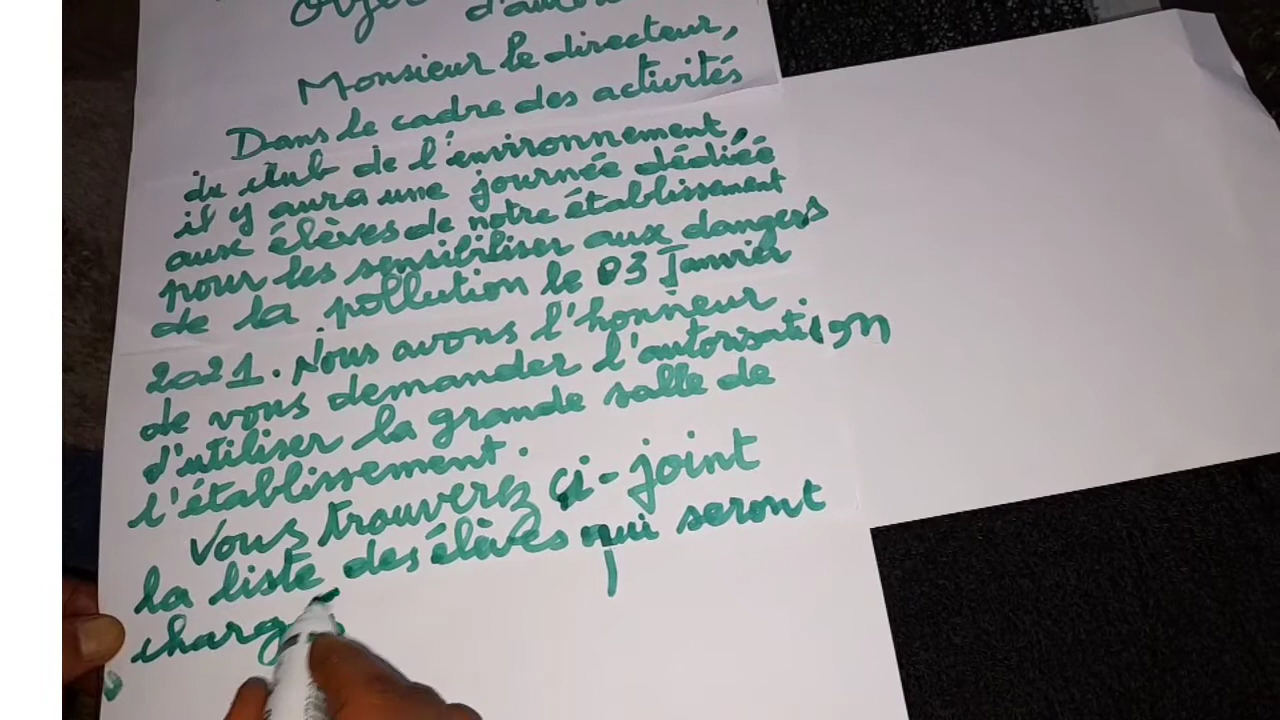 Objet
Monsieur le directeur,
Dans le cadre des activités
du club de l'environnement,
il y aura une journée dédiée
aux élèves de notre établissement
pour les sensibiliser aux dangers
de la pollution le 03 Janvier
2021. Nous avons l'honneur
de vous demander l'autorisation
d'utiliser la grande salle de
l'établissement.
Vous trouverez ci-joint
la liste des élèves qui seront